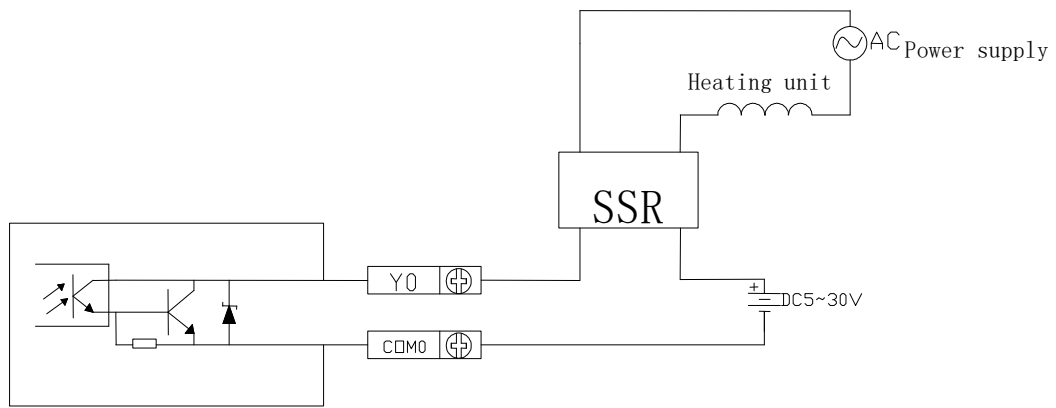 AC Power supply
Heating unit
SSR
Y0
+
DC5~30V
COM0